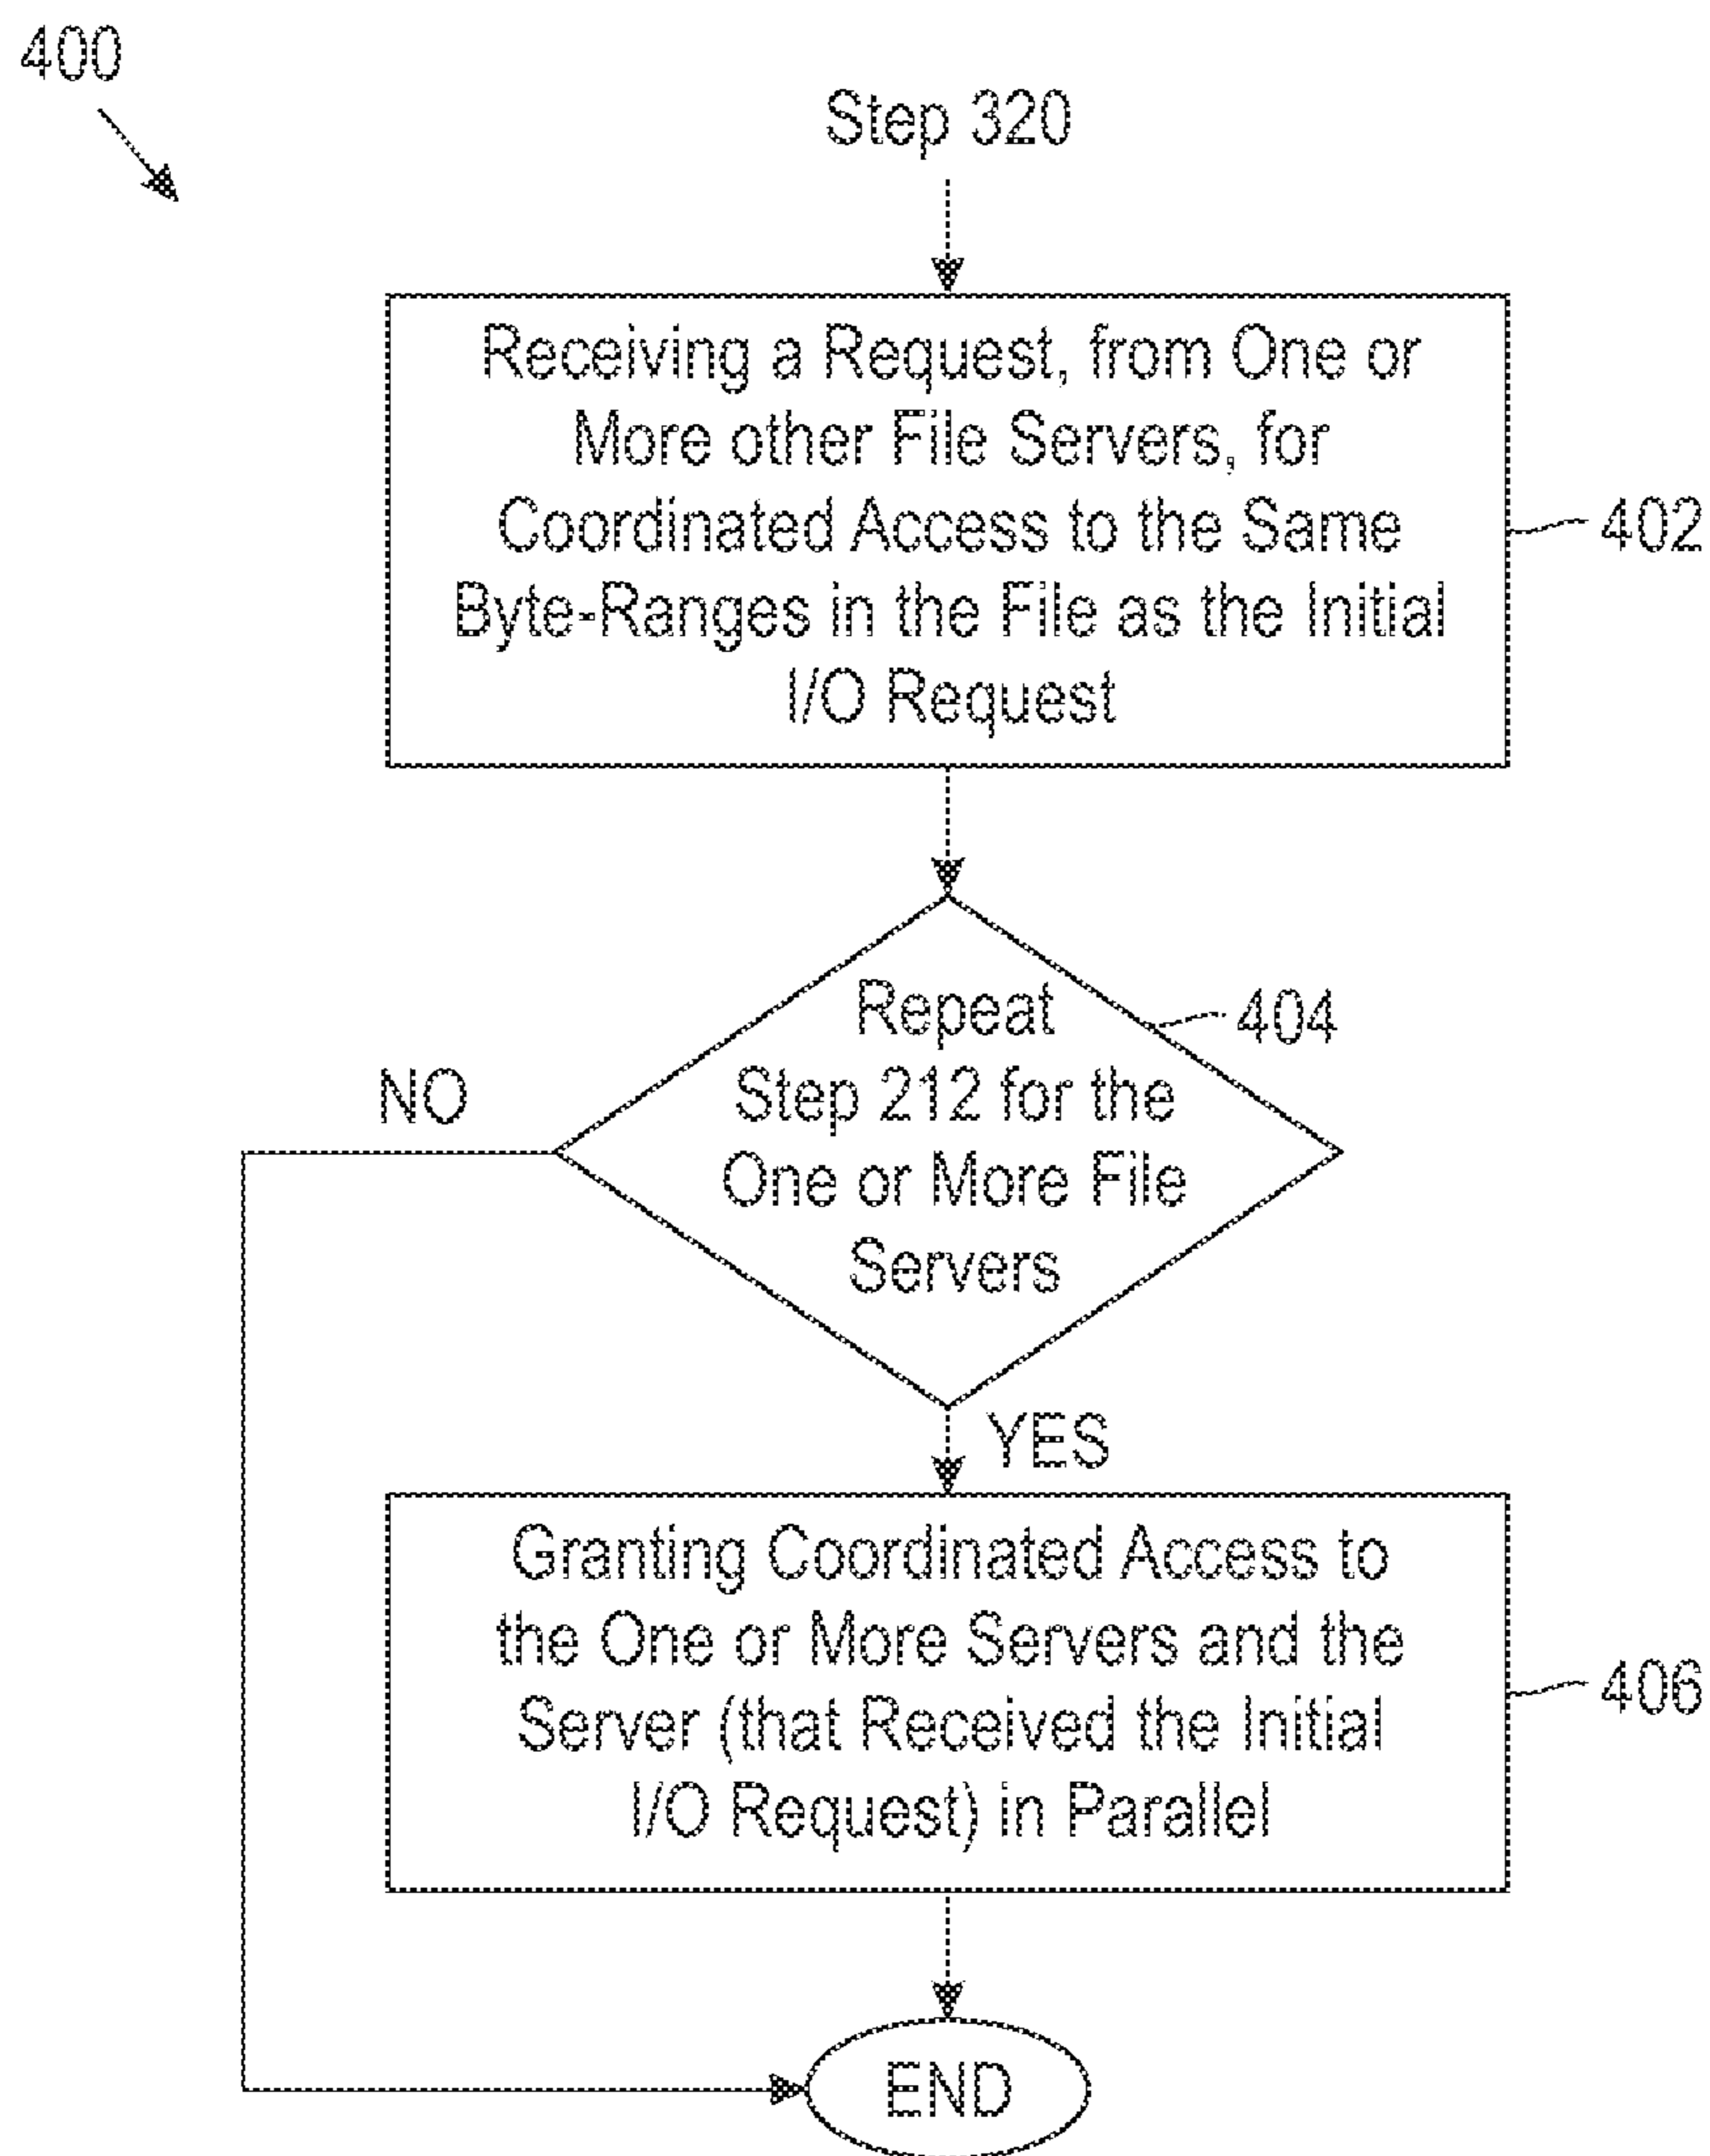 400
Step 320
Receiving a Request, from One or
More other File Servers, for
Coordinated Access to the Same
Byte-Ranges in the File as the Initial
I/O Request
402
Repeat
Step 212 for the
One or More File
Servers
404
NO
YES
Granting Coordinated Access to
the One or More Servers and the
Server (that Received the Initial
I/O Request) in Parallel
406
END